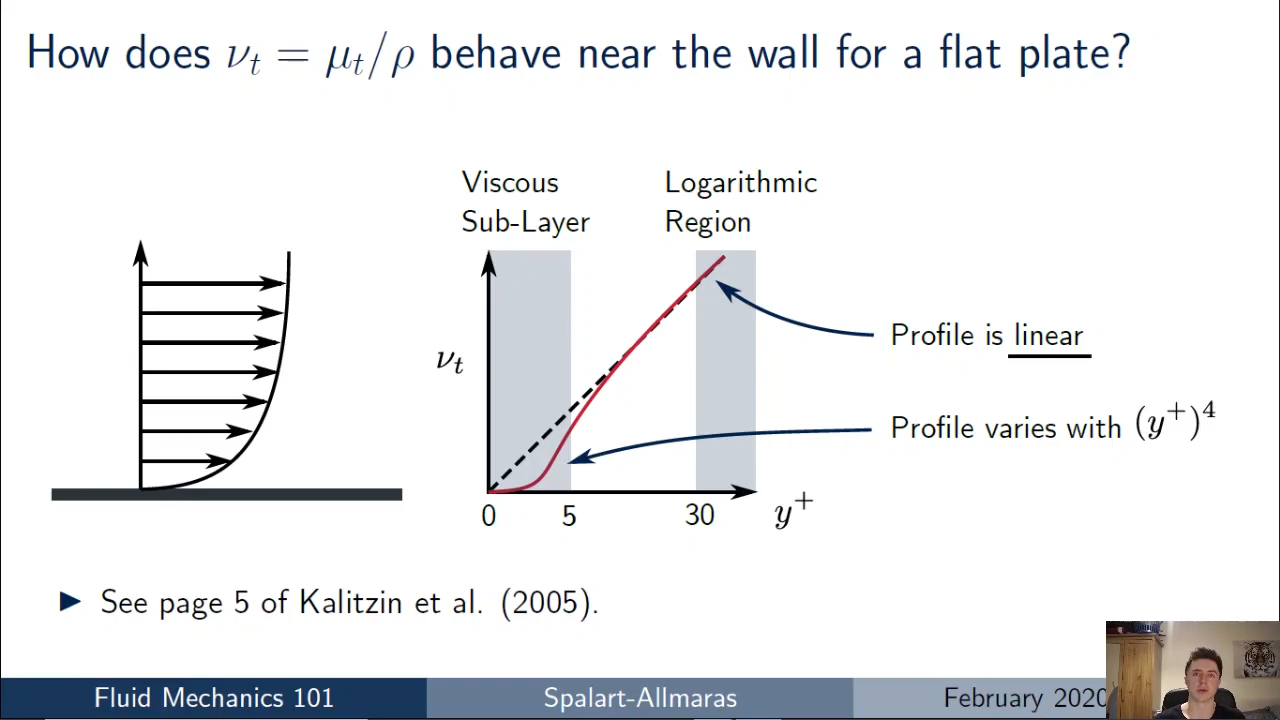 How does νₜ = μₜ/ρ behave near the wall for a flat plate?
Viscous
Sub-Layer
Logarithmic
Region
νₜ
Profile is linear
Profile varies with (y⁺)⁴
0
5
30
y⁺
See page 5 of Kalitzin et al. (2005).
Fluid Mechanics 101
Spalart-Allmaras
February 2020